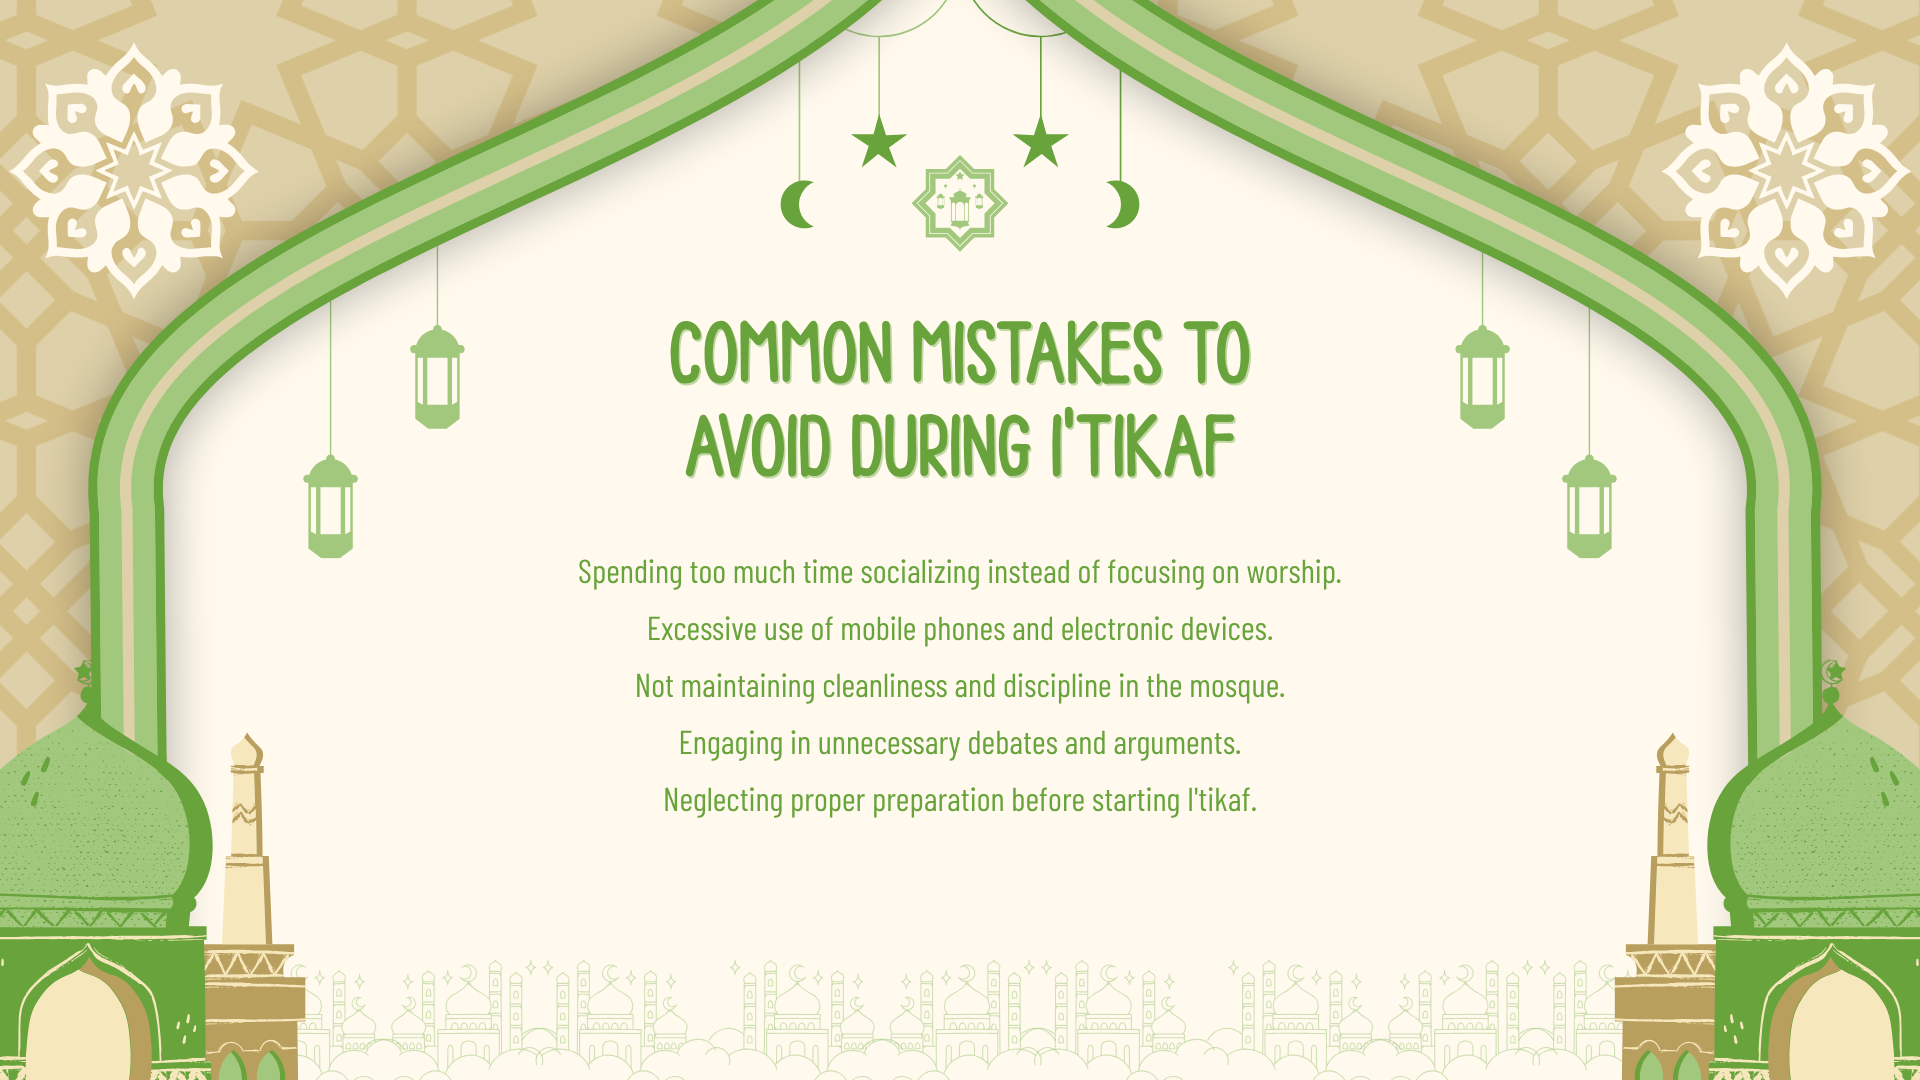 COMMON MISTAKES TO
AVOID DURING I'TIKAF
Spending too much time socializing instead of focusing on worship.
Excessive use of mobile phones and electronic devices.
Not maintaining cleanliness and discipline in the mosque.
Engaging in unnecessary debates and arguments.
Neglecting proper preparation before starting I'tikaf.